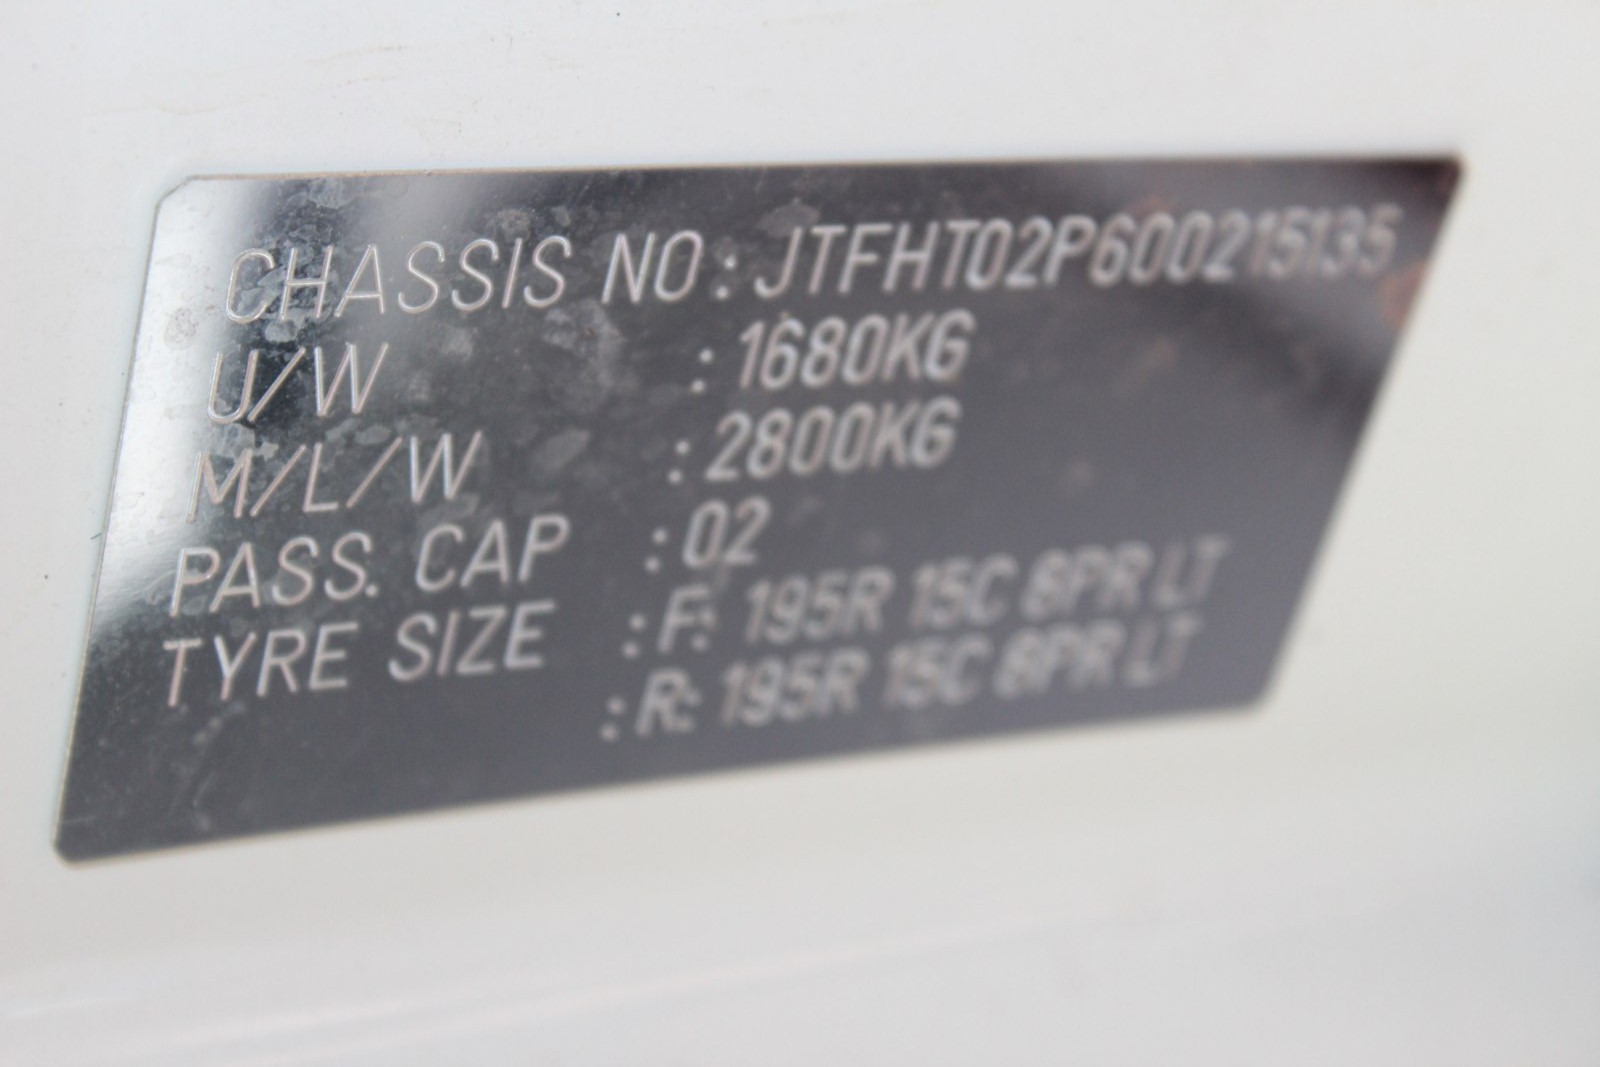 CHASSIS NO: JTFHT02P600215135
U/W : 1680KG
M/L/W : 2800KG
PASS. CAP : 02
TYRE SIZE : F: 195R 15C 8PR LT
: R: 195R 15C 8PR LT